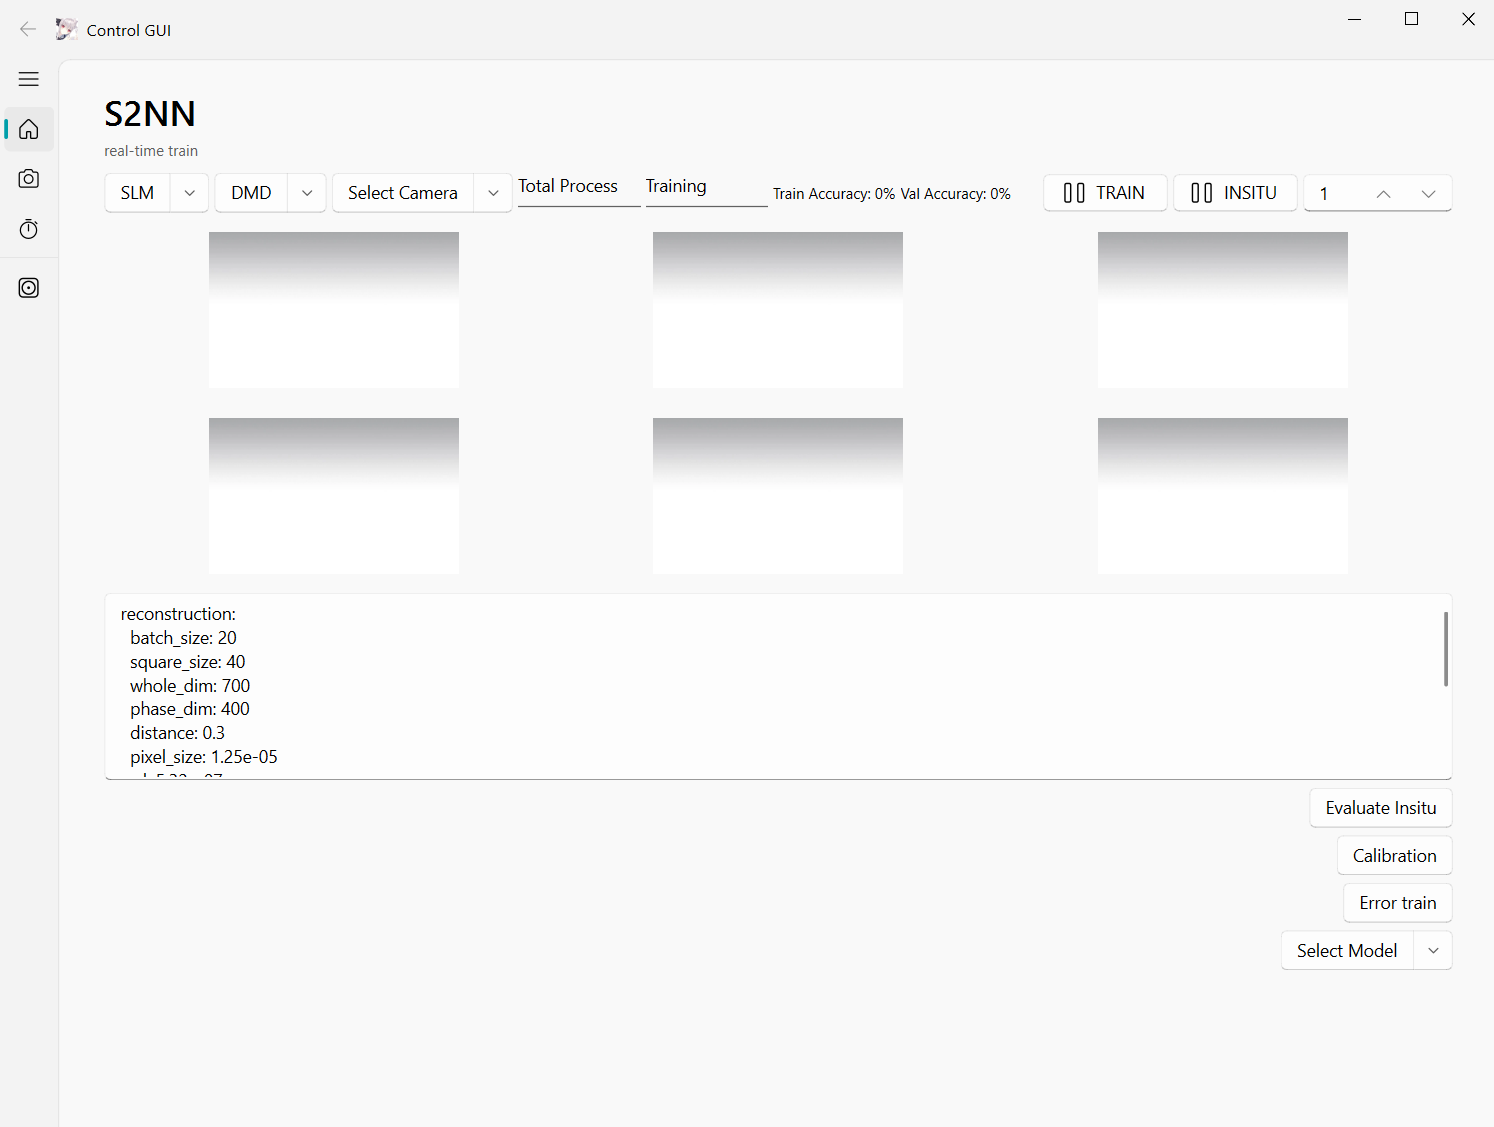 Control GUI
S2NN
real-time train
SLM
DMD
Select Camera
Total Process
Training
Train Accuracy: 0% Val Accuracy: 0%
TRAIN
INSITU
1
reconstruction:
batch_size: 20
square_size: 40
whole_dim: 700
phase_dim: 400
distance: 0.3
pixel_size: 1.25e-05
Evaluate Insitu
Calibration
Error train
Select Model